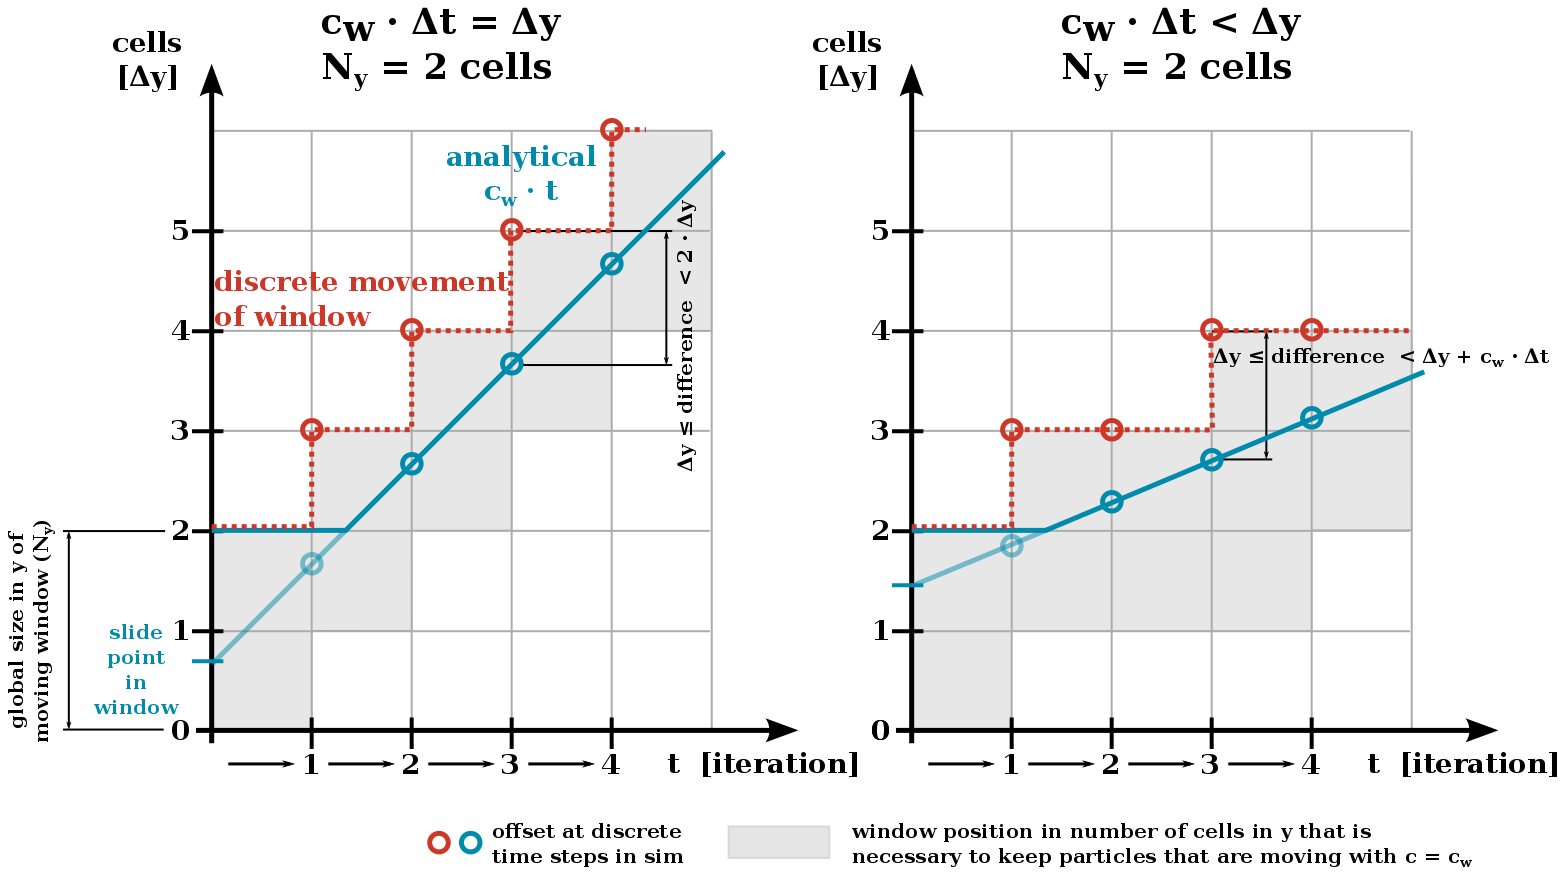 c_w · Δt = Δy
N_y = 2 cells
cells
[Δy]
analytical
c_w · t
discrete movement
of window
Δy ≤ difference < 2 · Δy
5
4
3
2
1
0
global size in y of
moving window (N_y)
slide
point
in
window
1
2
3
4
t [iteration]
c_w · Δt < Δy
N_y = 2 cells
cells
[Δy]
Δy ≤ difference < Δy + c_w · Δt
5
4
3
2
1
0
1
2
3
4
t [iteration]
offset at discrete
time steps in sim
window position in number of cells in y that is
necessary to keep particles that are moving with c = c_w